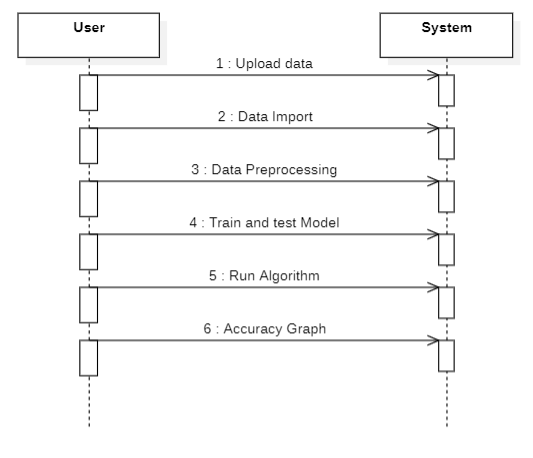 User
System
1 : Upload data
2 : Data Import
3 : Data Preprocessing
4 : Train and test Model
5 : Run Algorithm
6 : Accuracy Graph